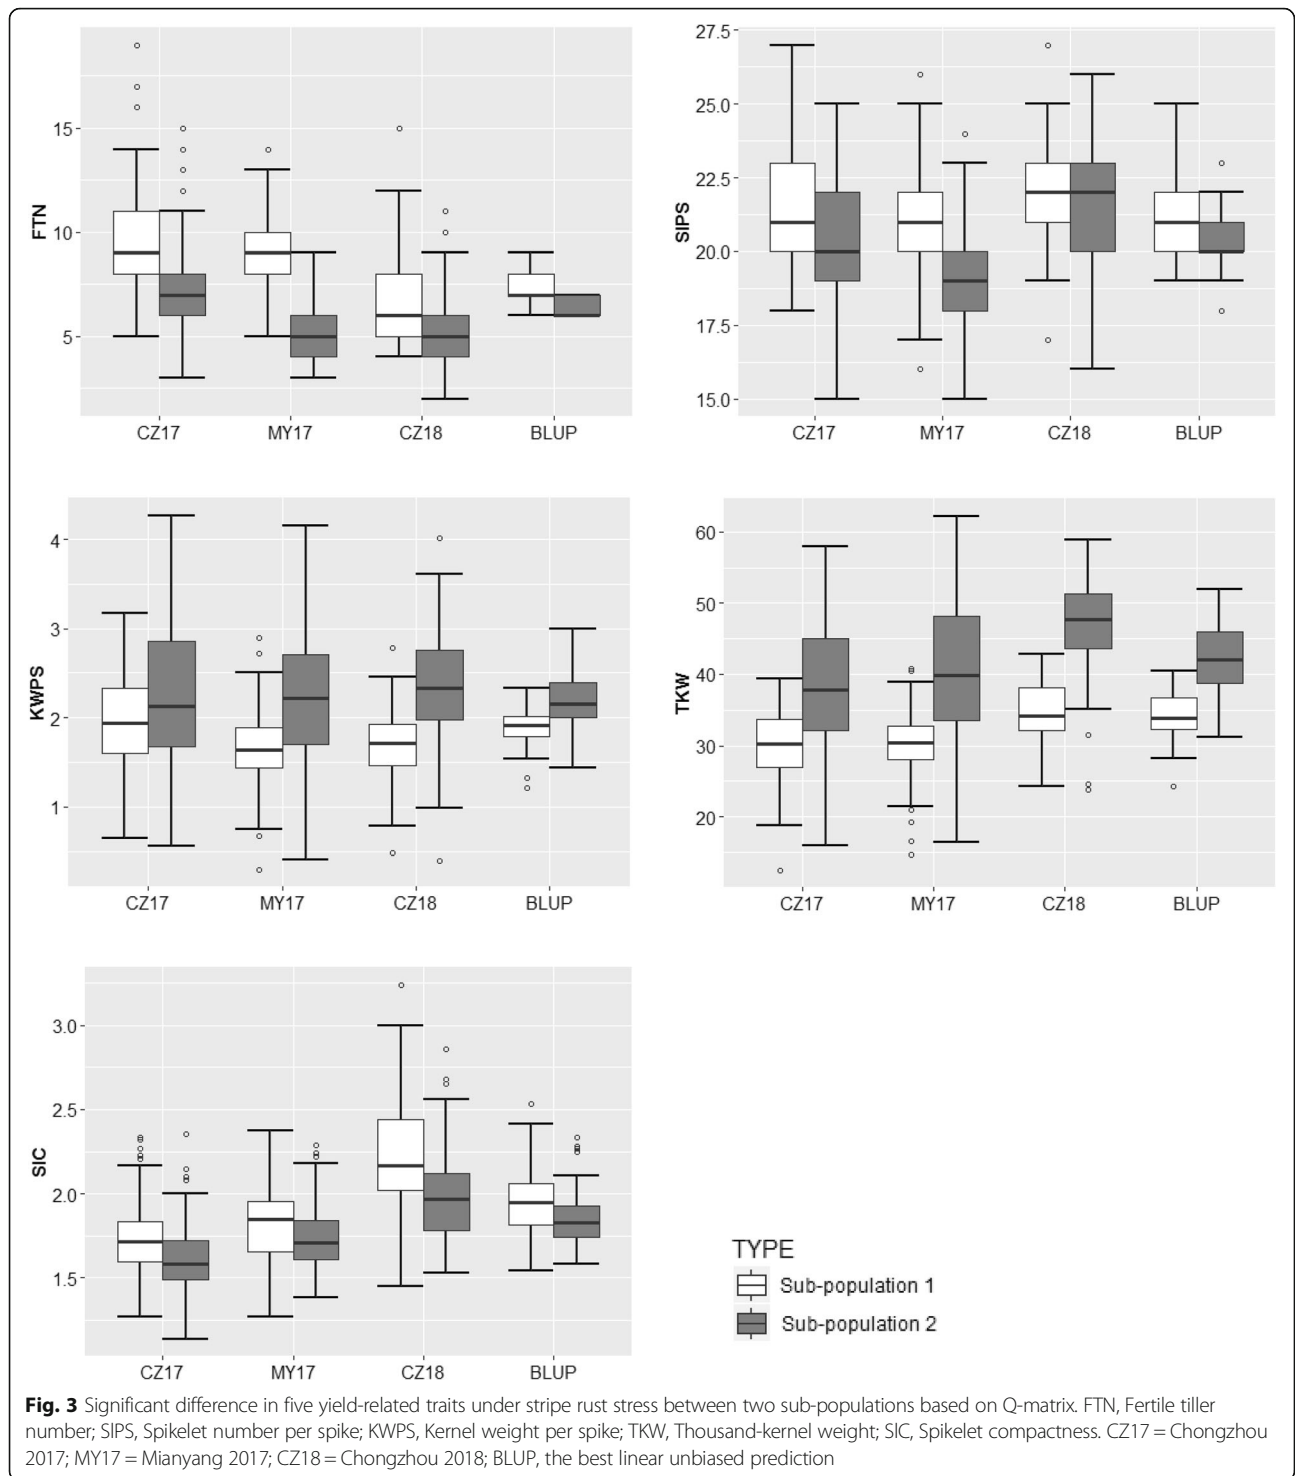 FTN
15
10
5
CZ17 MY17 CZ18 BLUP
SIPS
27.5
25.0
22.5
20.0
17.5
15.0
CZ17 MY17 CZ18 BLUP
KWPS
4
3
2
1
CZ17 MY17 CZ18 BLUP
TKW
60
50
40
30
20
CZ17 MY17 CZ18 BLUP
SIC
3.0
2.5
2.0
1.5
CZ17 MY17 CZ18 BLUP
TYPE
Sub-population 1
Sub-population 2
Fig. 3 Significant difference in five yield-related traits under stripe rust stress between two sub-populations based on Q-matrix. FTN, Fertile tiller
number; SIPS, Spikelet number per spike; KWPS, Kernel weight per spike; TKW, Thousand-kernel weight; SIC, Spikelet compactness. CZ17 = Chongzhou
2017; MY17 = Mianyang 2017; CZ18 = Chongzhou 2018; BLUP, the best linear unbiased prediction